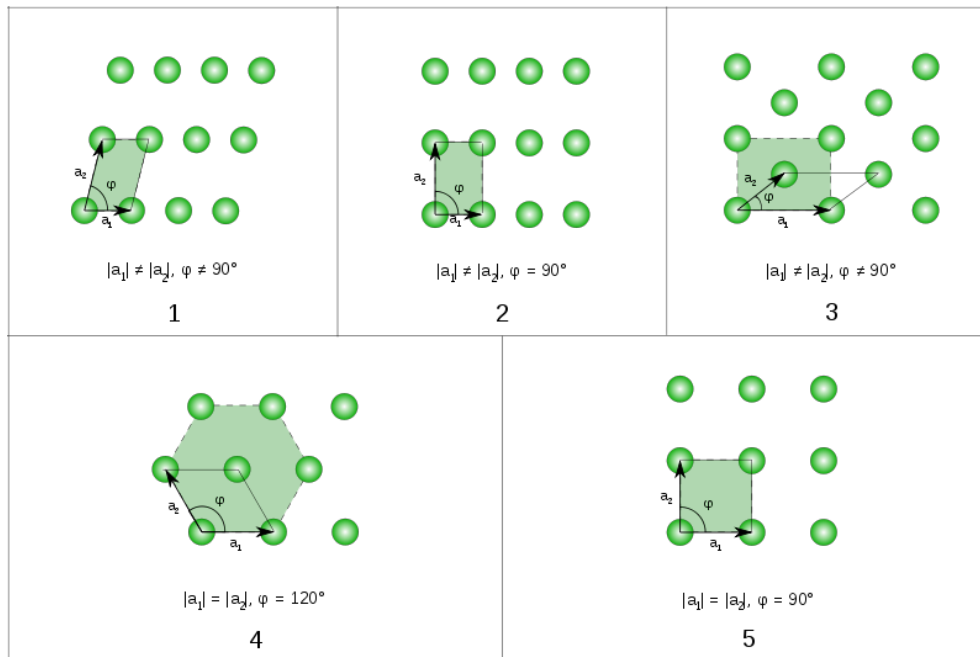 a₂
φ
a₁
|a₁| ≠ |a₂|, φ ≠ 90°
1
a₂
φ
a₁
|a₁| ≠ |a₂|, φ = 90°
2
a₂
φ
a₁
|a₁| ≠ |a₂|, φ ≠ 90°
3
φ
a₂
a₁
|a₁| = |a₂|, φ = 120°
4
a₂
φ
a₁
|a₁| = |a₂|, φ = 90°
5